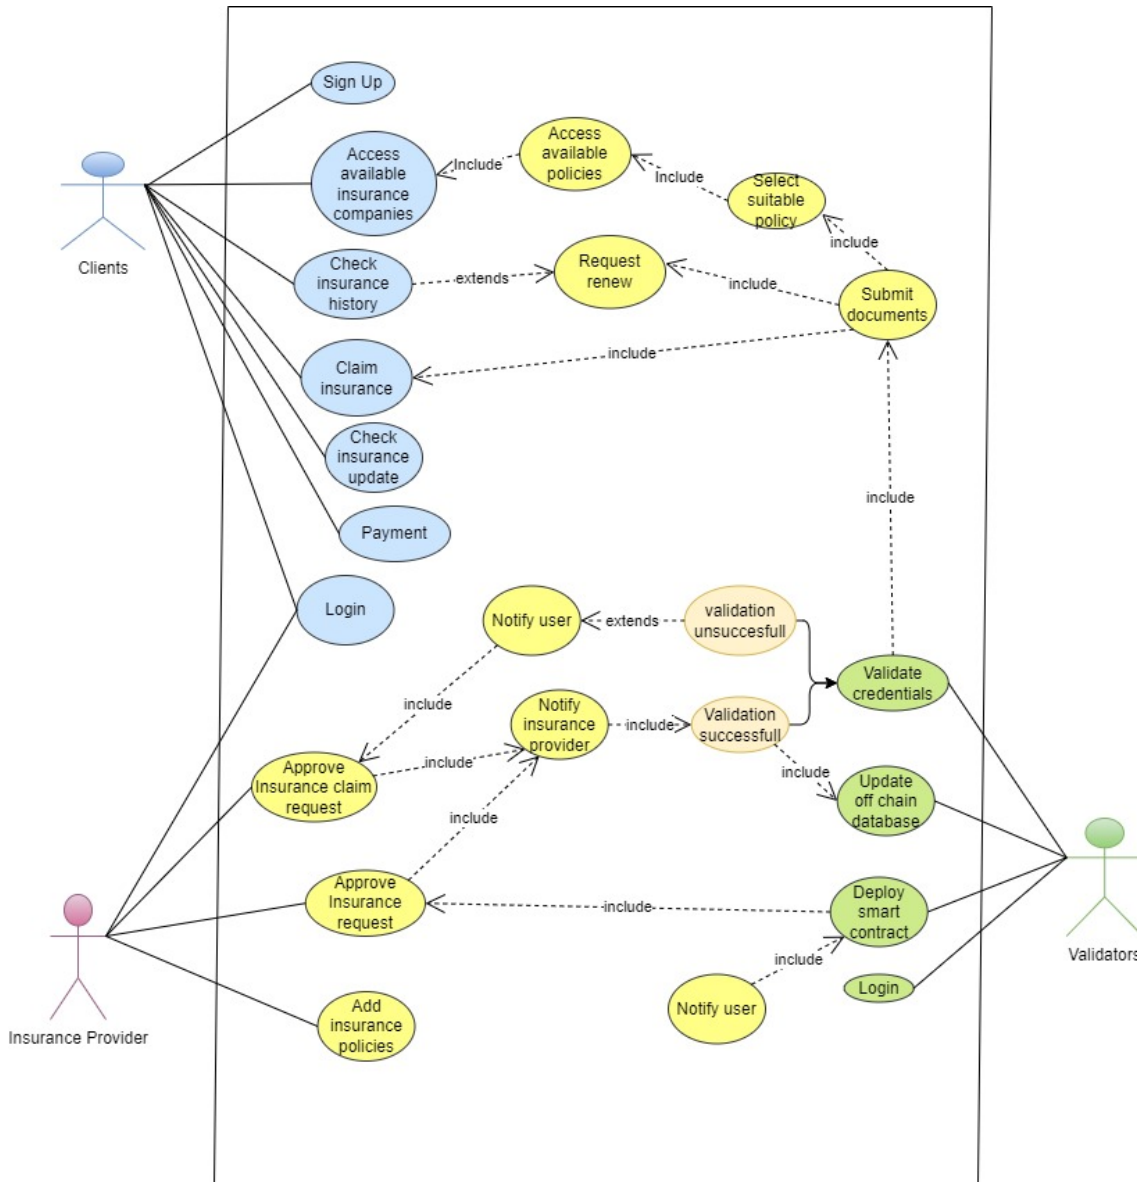 Sign Up
Access
available
insurance
companies
Include
Access
available
policies
Include
Select
suitable
policy
include
Clients
Check
insurance
history
extends
Request
renew
include
Submit
documents
include
Claim
insurance
Check
insurance
update
include
Payment
Login
Notify user
extends
validation
unsuccesfull
Validate
credentials
include
Notify
insurance
provider
include
Validation
successfull
include
Approve
Insurance claim
request
include
include
Update
off chain
database
Approve
Insurance
request
include
Deploy
smart
contract
include
Validators
Login
Notify user
Insurance Provider
Add
insurance
policies